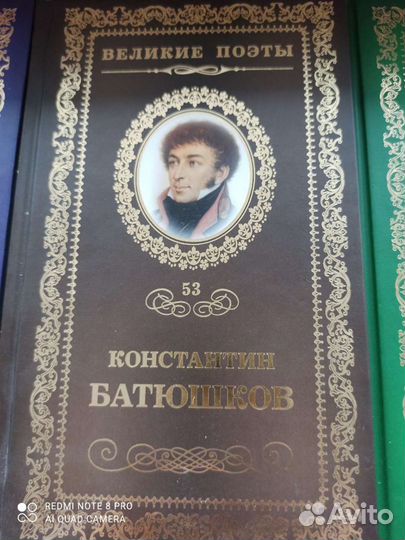 ВЕЛИКИЕ ПОЭТЫ
53
КОНСТАНТИН
БАТЮШКОВ
REDMI NOTE 8 PRO
AI QUAD CAMERA
Avito